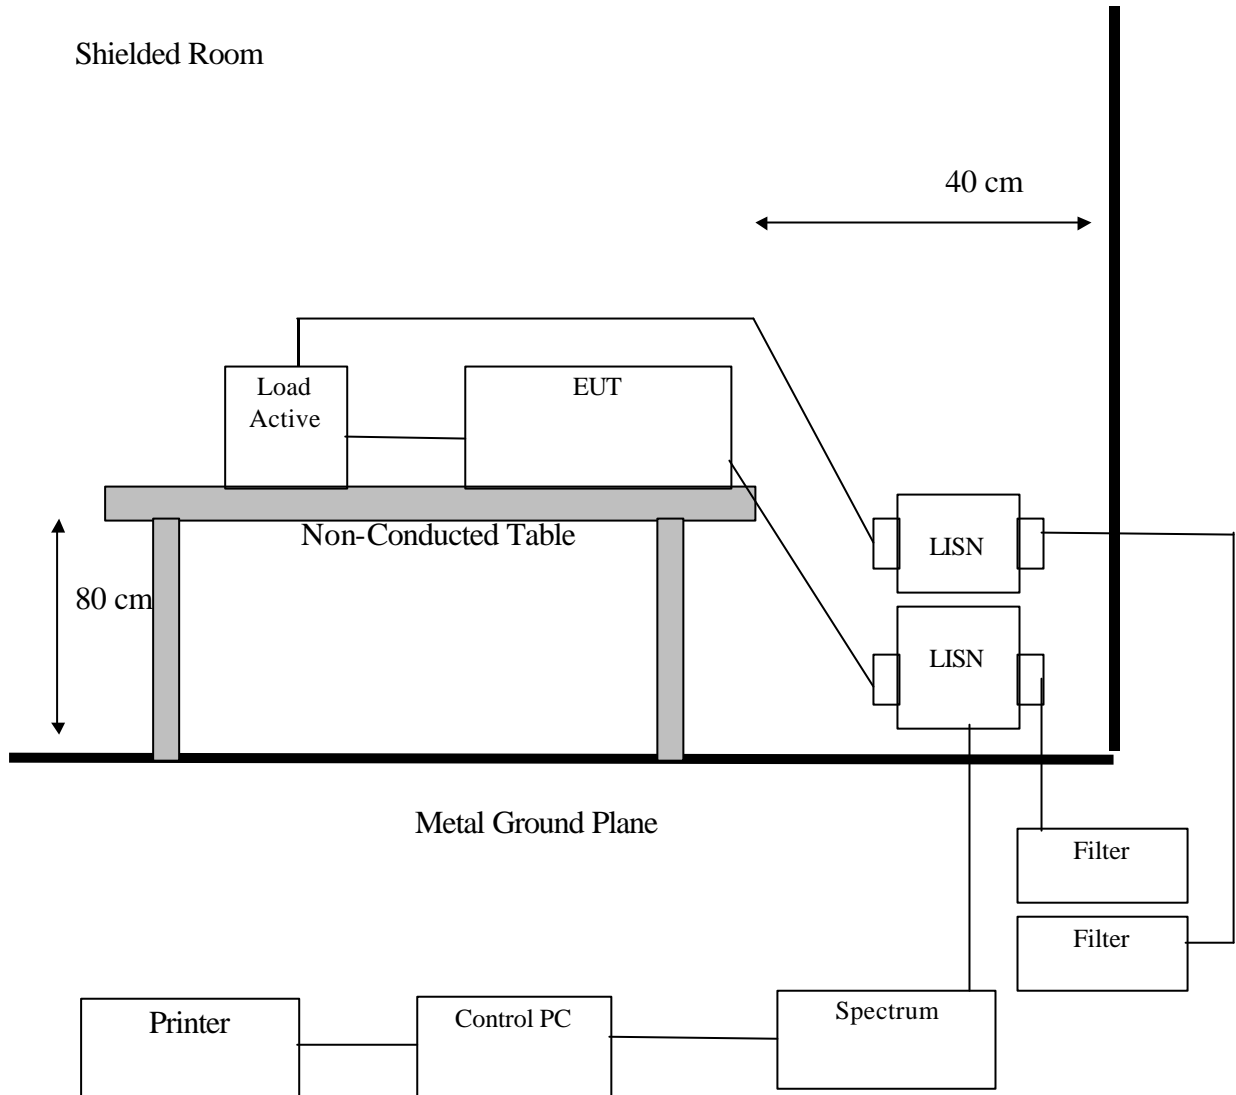 Shielded Room
40 cm
Load
Active
EUT
Non-Conducted Table
LISN
80 cm
LISN
Metal Ground Plane
Filter
Filter
Printer
Control PC
Spectrum